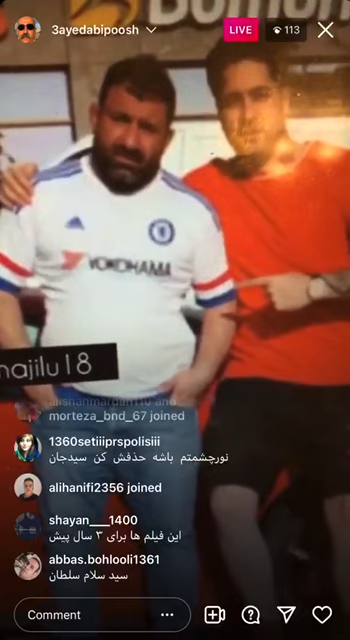 3ayedabipoosh
LIVE
113
YOKOHAMA
majilu18
morteza_bnd_67 joined
1360setiiiprspolisiii
نورچشمتم باشه حذفش کن سیدجان
alihanifi2356 joined
shayan___1400
این فیلم ها برای ۳ سال پیش
abbas.bohlooli1361
سید سلام سلطان
Comment